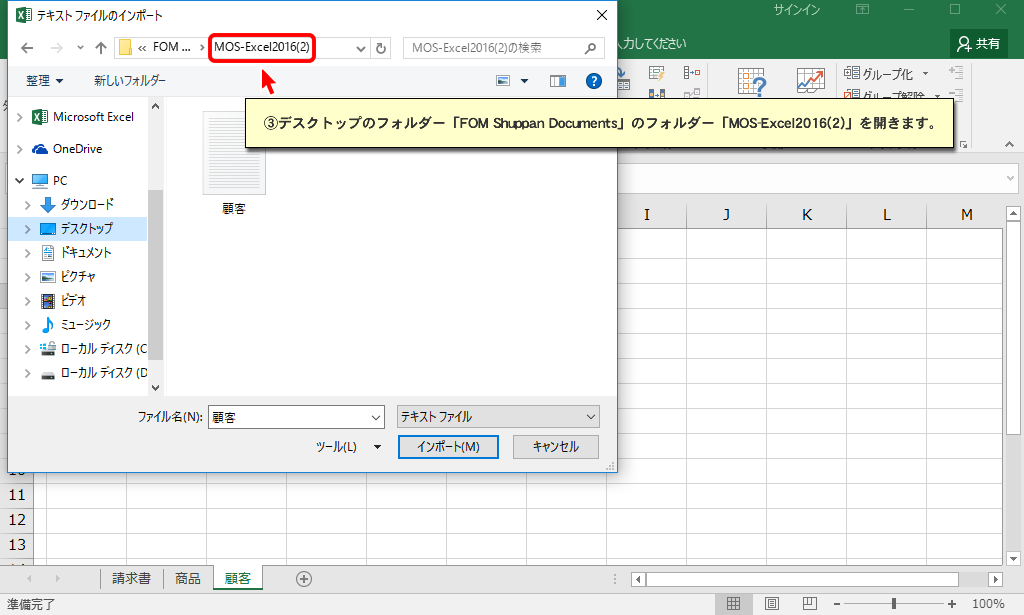 テキスト ファイルのインポート
サインイン
« FOM ... › MOS-Excel2016(2)
MOS-Excel2016(2)の検索
入力してください
共有
整理
新しいフォルダー
グループ化
グループ解除
③デスクトップのフォルダー「FOM Shuppan Documents」のフォルダー「MOS-Excel2016(2)」を開きます。
Microsoft Excel
OneDrive
PC
ダウンロード
デスクトップ
ドキュメント
ピクチャ
ビデオ
ミュージック
ローカル ディスク (C
ローカル ディスク (D
顧客
I J K L M
ファイル名(N): 顧客
テキスト ファイル
ツール(L)
インポート(M)
キャンセル
11
12
13
請求書 商品 顧客
準備完了
100%